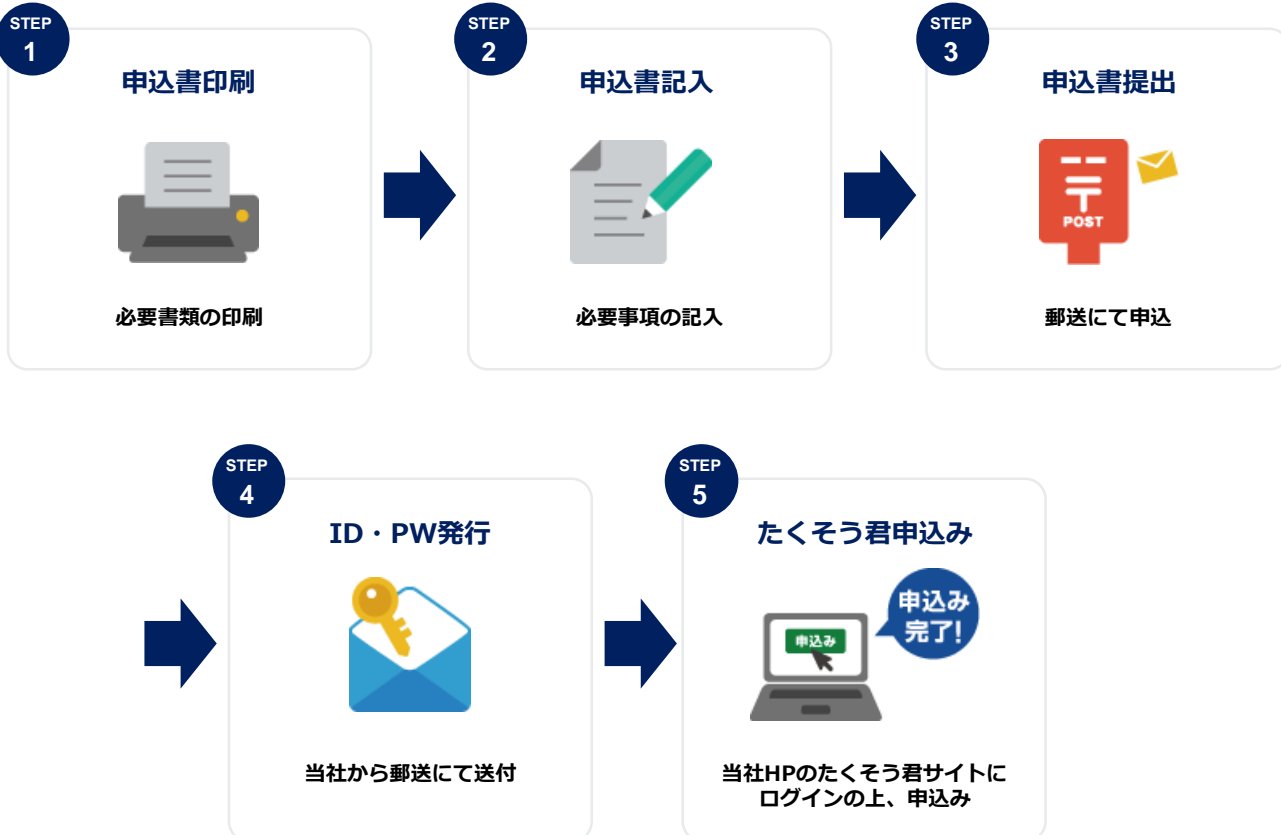 STEP
1
申込書印刷
必要書類の印刷
STEP
2
申込書記入
必要事項の記入
STEP
3
申込書提出
〒
POST
郵送にて申込
STEP
4
ID・PW発行
当社から郵送にて送付
STEP
5
たくそう君申込み
申込み
完了!
申込み
当社HPのたくそう君サイトに
ログインの上、申込み